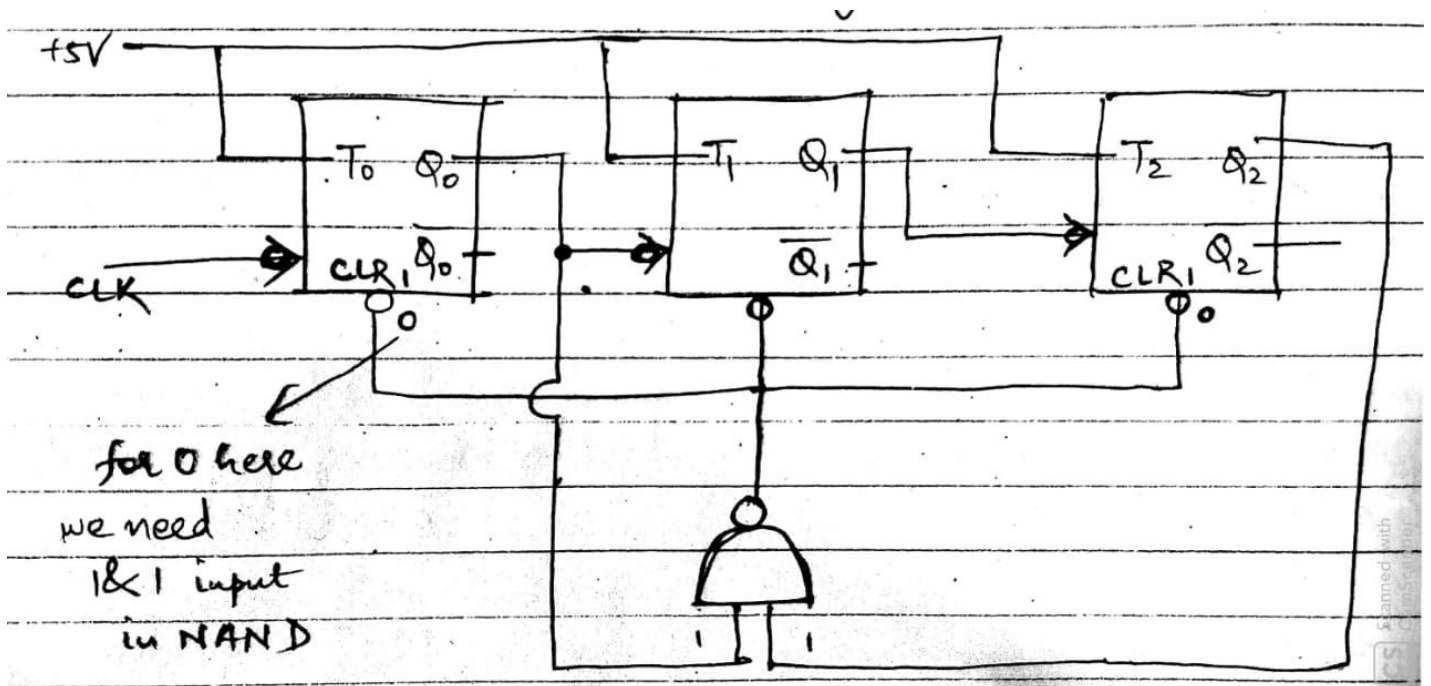 +5V
T₀ Q₀
T₁ Q₁
T₂ Q₂
CLK
CLR₁ Q̅₀
Q̅₁
CLR₁ Q̅₂
0
0
for 0 here
we need
1&1 input
in NAND
1 1
CS Scanned with
CamScanner